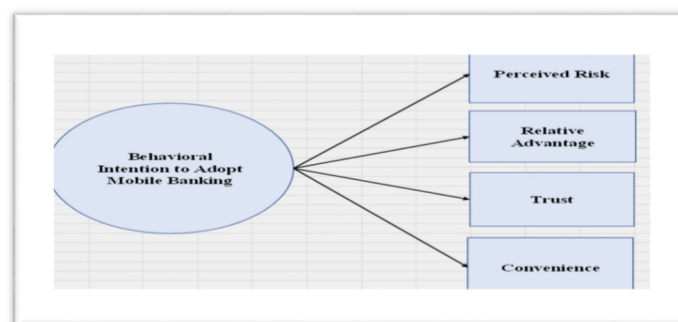 Perceived Risk
Relative
Advantage
Behavioral
Intention to Adopt
Mobile Banking
Trust
Convenience